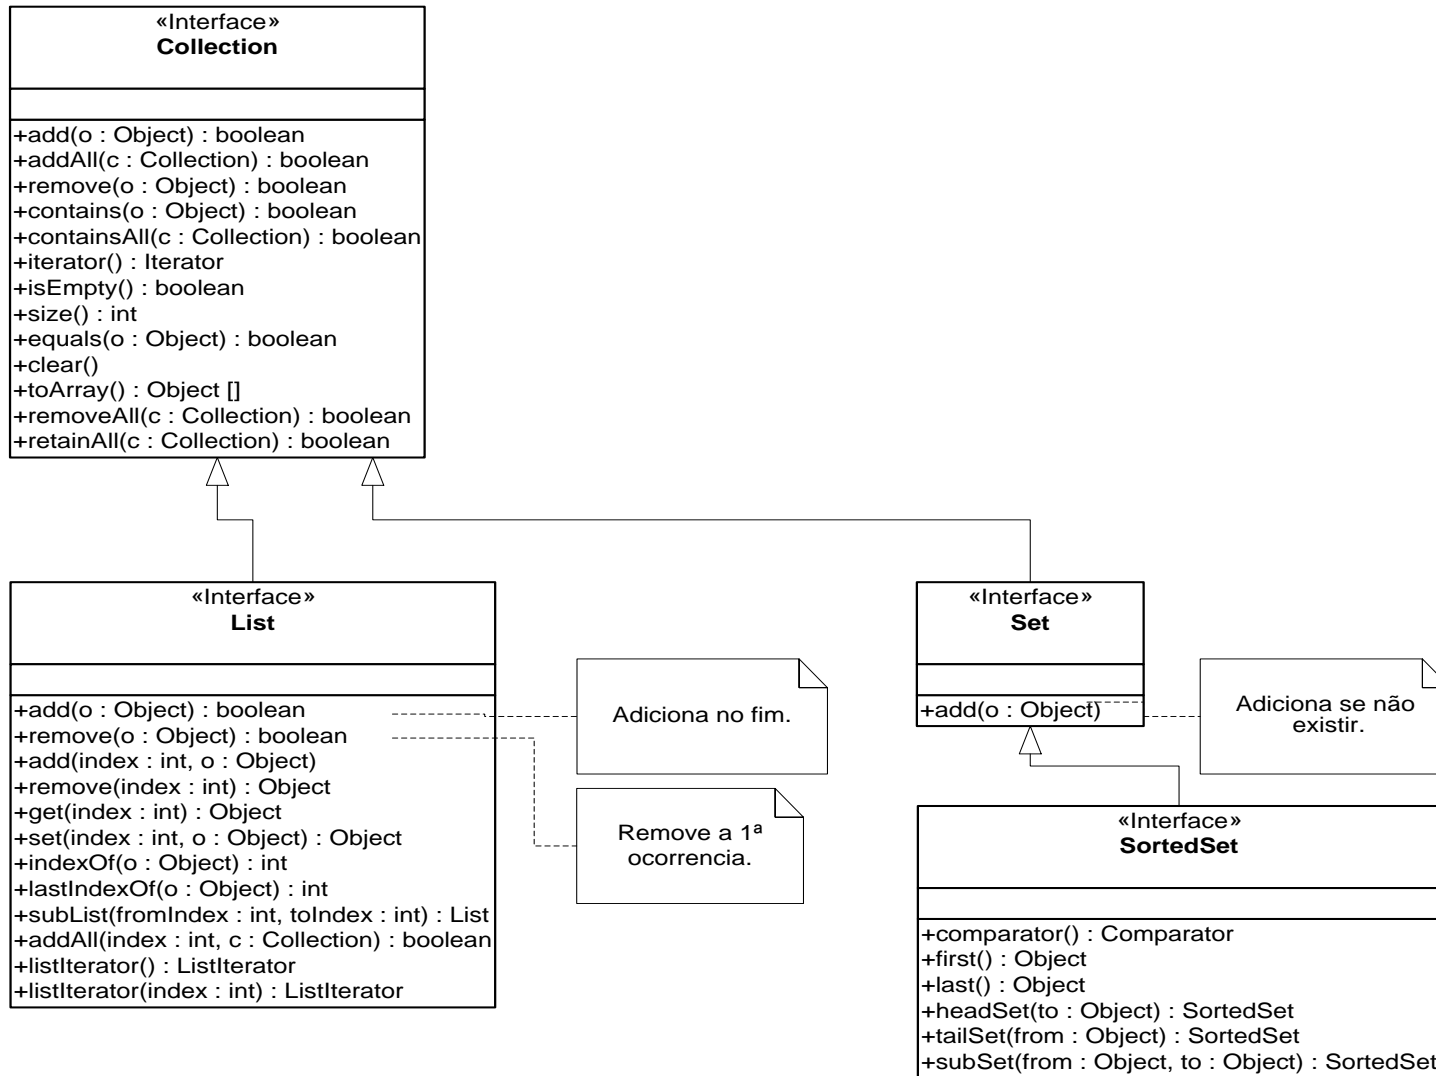 «Interface»
Collection
+add(o : Object) : boolean
+addAll(c : Collection) : boolean
+remove(o : Object) : boolean
+contains(o : Object) : boolean
+containsAll(c : Collection) : boolean
+iterator() : Iterator
+isEmpty() : boolean
+size() : int
+equals(o : Object) : boolean
+clear()
+toArray() : Object []
+removeAll(c : Collection) : boolean
+retainAll(c : Collection) : boolean
«Interface»
List
+add(o : Object) : boolean
+remove(o : Object) : boolean
+add(index : int, o : Object)
+remove(index : int) : Object
+get(index : int) : Object
+set(index : int, o : Object) : Object
+indexOf(o : Object) : int
+lastIndexOf(o : Object) : int
+subList(fromIndex : int, toIndex : int) : List
+addAll(index : int, c : Collection) : boolean
+listIterator() : ListIterator
+listIterator(index : int) : ListIterator
Adiciona no fim.
Remove a 1ª
ocorrencia.
«Interface»
Set
+add(o : Object)
Adiciona se não
existir.
«Interface»
SortedSet
+comparator() : Comparator
+first() : Object
+last() : Object
+headSet(to : Object) : SortedSet
+tailSet(from : Object) : SortedSet
+subSet(from : Object, to : Object) : SortedSet